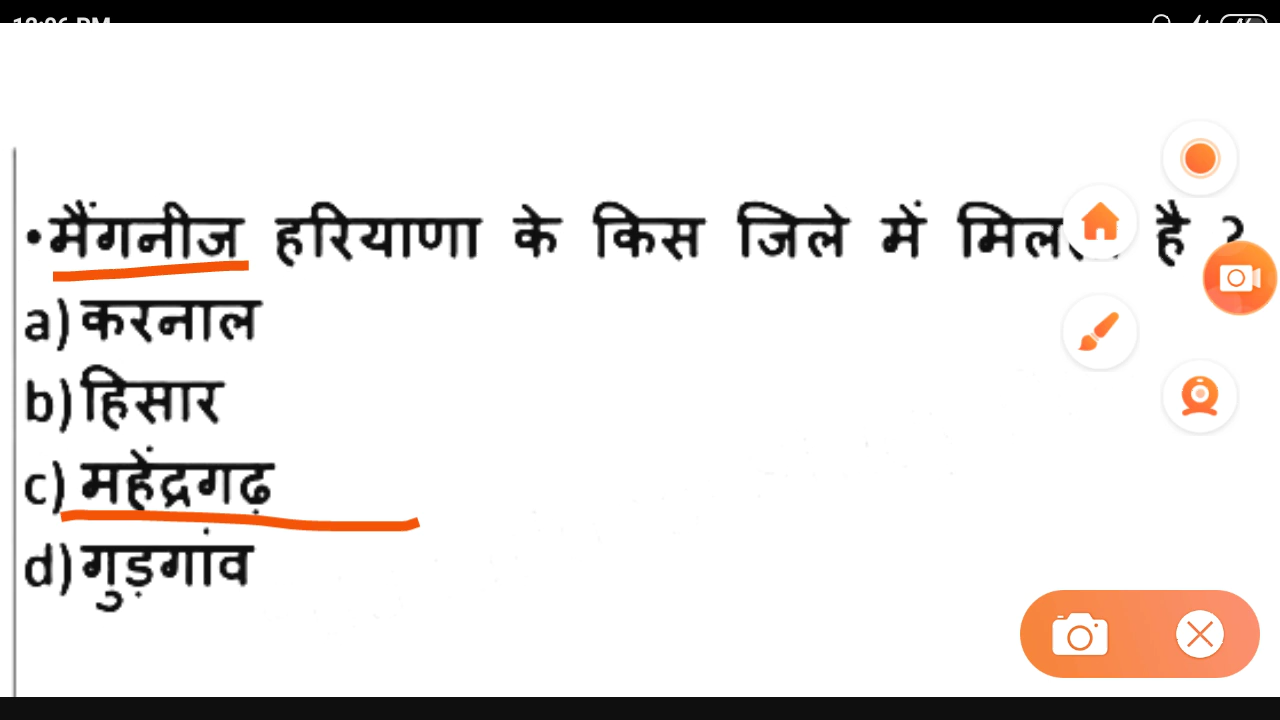 •मैंगनीज हरियाणा के किस जिले में है ?
a) करनाल
b) हिसार
c) महेंद्रगढ़
d) गुड़गांव